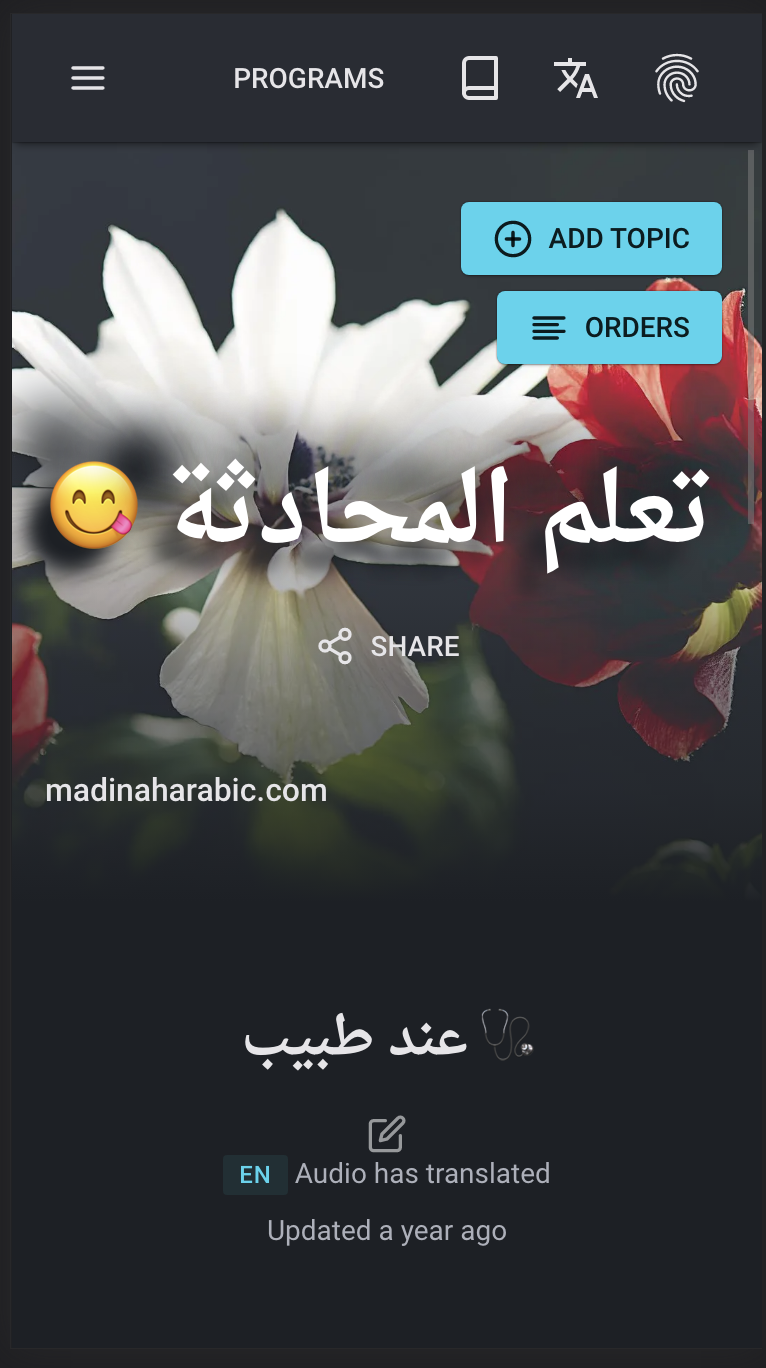 PROGRAMS
ADD TOPIC
ORDERS
تعلم المحادثة 😋
SHARE
madinaharabic.com
🩺 عند طبيب
EN Audio has translated
Updated a year ago